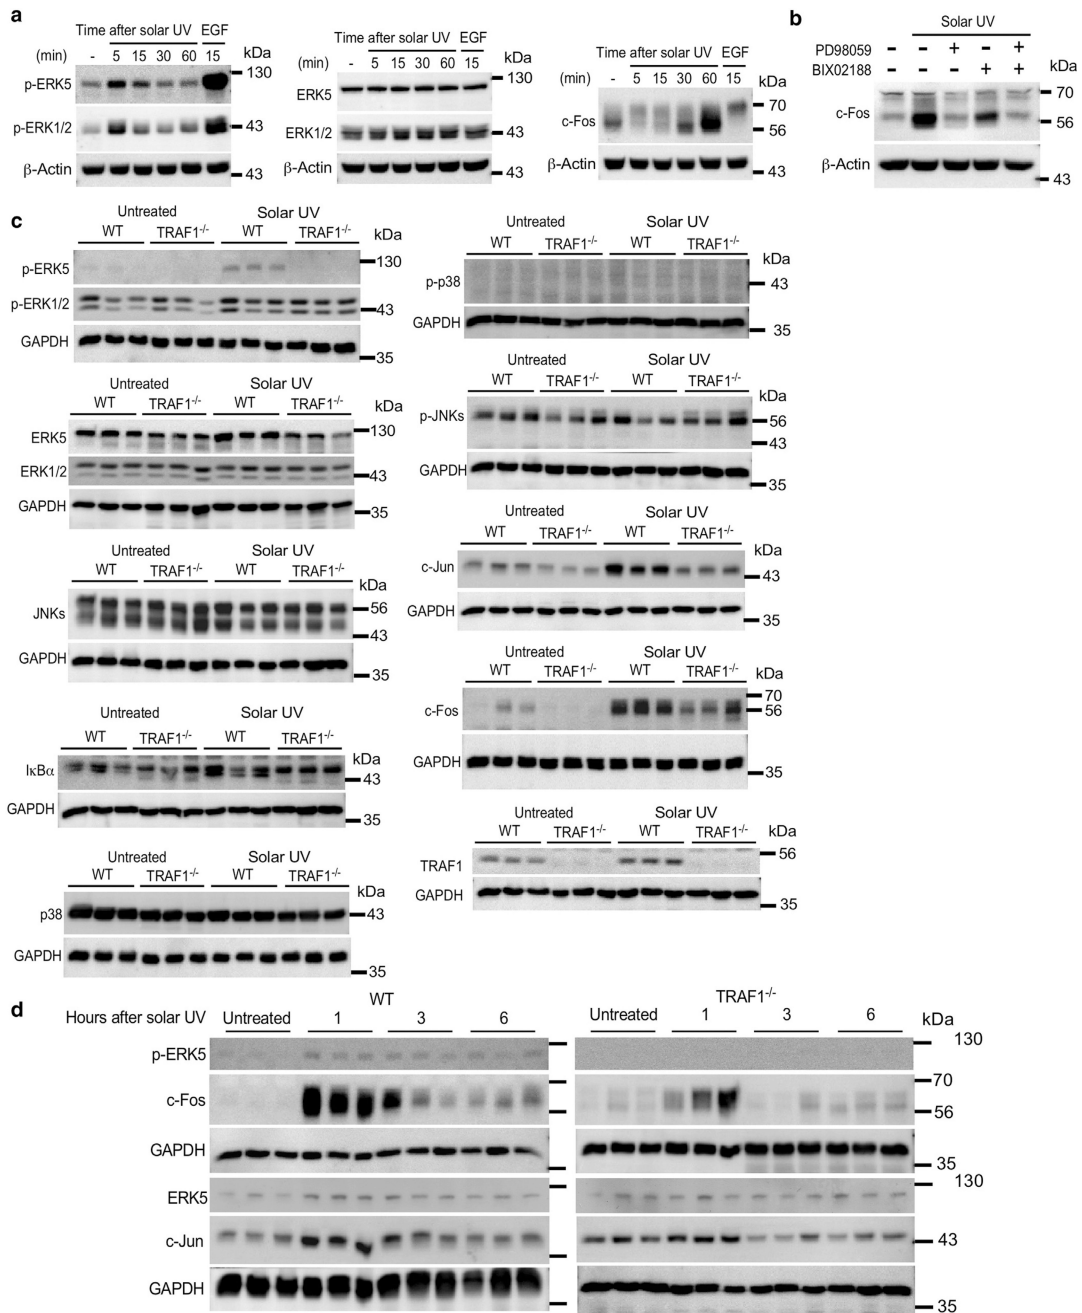 a
Time after solar UV EGF
(min) - 5 15 30 60 15 kDa
p-ERK5 130
p-ERK1/2 43
β-Actin 43
Time after solar UV EGF
(min) - 5 15 30 60 15 kDa
ERK5 130
ERK1/2 43
β-Actin 43
Time after solar UV EGF
(min) - 5 15 30 60 15 kDa
c-Fos 70
56
β-Actin 43
b
Solar UV
PD98059 - - + - +
BIX02188 - - - + + kDa
c-Fos 70
56
β-Actin 43
c
Untreated Solar UV
WT TRAF1-/- WT TRAF1-/- kDa
p-ERK5 130
p-ERK1/2 43
GAPDH 35
Untreated Solar UV
WT TRAF1-/- WT TRAF1-/- kDa
ERK5 130
ERK1/2 43
GAPDH 35
Untreated Solar UV
WT TRAF1-/- WT TRAF1-/- kDa
JNKs 56
43
GAPDH 35
Untreated Solar UV
WT TRAF1-/- WT TRAF1-/- kDa
IκBα 43
GAPDH 35
Untreated Solar UV
WT TRAF1-/- WT TRAF1-/- kDa
p38 43
GAPDH 35
Untreated Solar UV
WT TRAF1-/- WT TRAF1-/- kDa
p-p38 43
GAPDH 35
Untreated Solar UV
WT TRAF1-/- WT TRAF1-/- kDa
p-JNKs 56
43
GAPDH 35
Untreated Solar UV
WT TRAF1-/- WT TRAF1-/- kDa
c-Jun 43
GAPDH 35
Untreated Solar UV
WT TRAF1-/- WT TRAF1-/- kDa
c-Fos 70
56
GAPDH 35
Untreated Solar UV
WT TRAF1-/- WT TRAF1-/- kDa
TRAF1 56
GAPDH 35
d
WT TRAF1-/-
Hours after solar UV Untreated 1 3 6 Untreated 1 3 6 kDa
p-ERK5 130
c-Fos 70
56
GAPDH 35
ERK5 130
c-Jun 43
GAPDH 35